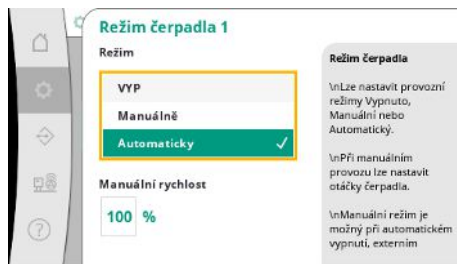 Režim čerpadla 1
Režim
VYP
Manuálně
Automaticky
Manuální rychlost
100 %
Režim čerpadla
\nLze nastavit provozní
režimy Vypnuto,
Manuální nebo
Automatický.
\nPři manuálním
provozu lze nastavit
otáčky čerpadla.
\nManuální režim je
možný při automatickém
vypnutí, externím